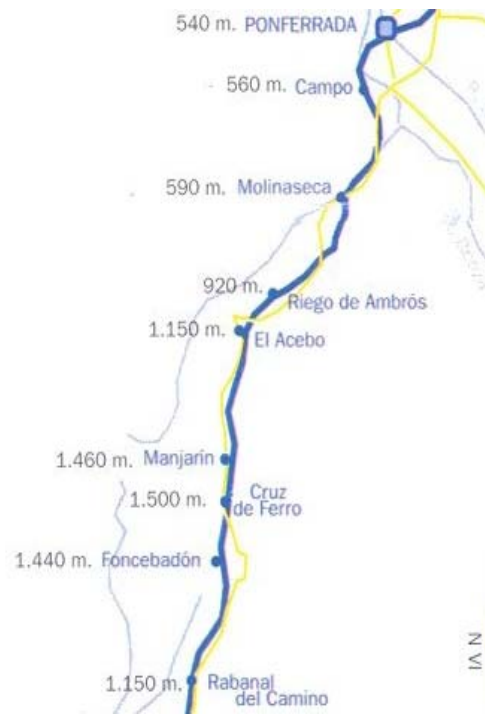 540 m. PONFERRADA
560 m. Campo
590 m. Molinaseca
920 m.
Riego de Ambrós
1.150 m.
El Acebo
1.460 m. Manjarín
1.500 m.
Cruz
de Ferro
1.440 m. Foncebadón
N VI
1.150 m.
Rabanal
del Camino